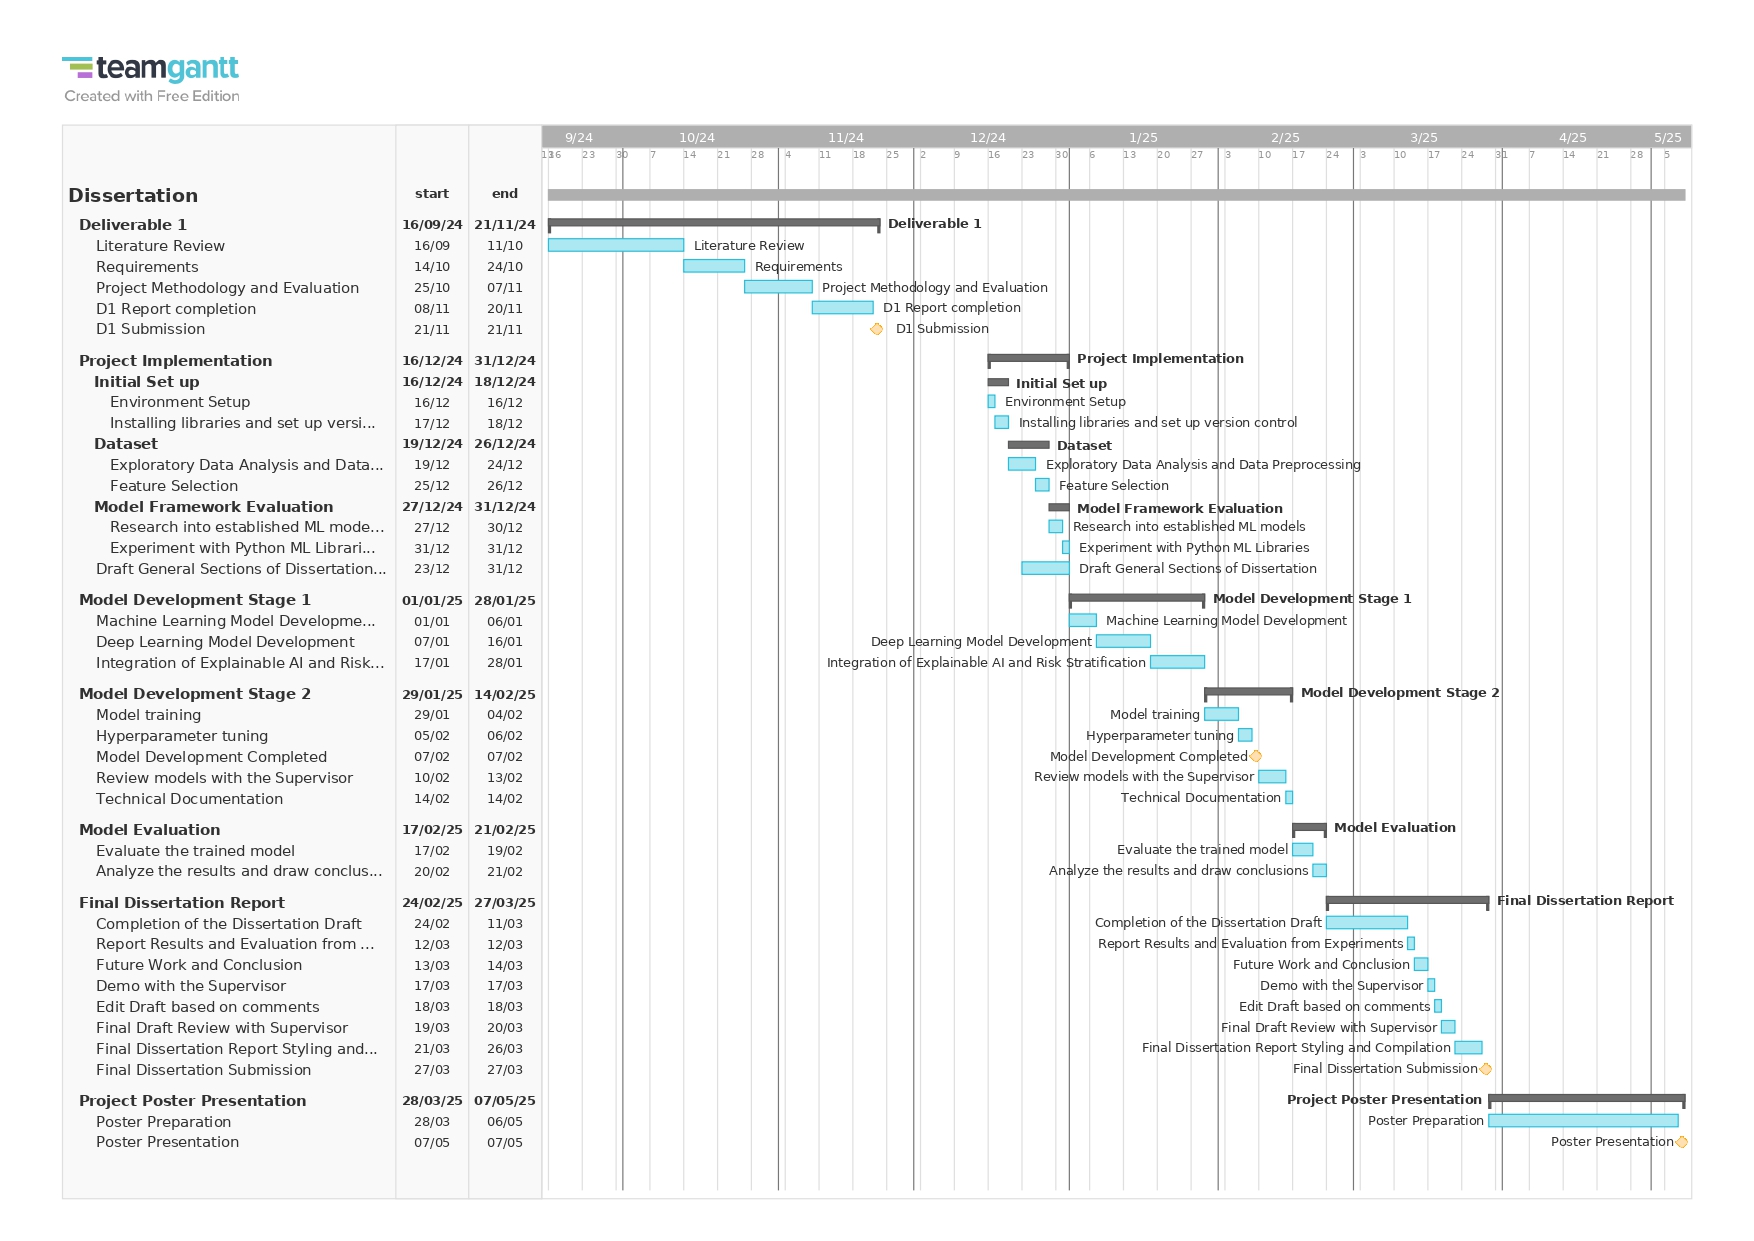 teamgantt
Created with Free Edition
9/24 10/24 11/24 12/24 1/25 2/25 3/25 4/25 5/25
13 16 23 30 7 14 21 28 4 11 18 25 2 9 16 23 30 6 13 20 27 3 10 17 24 3 10 17 24 31 7 14 21 28 5
Dissertation start end
Deliverable 1 16/09/24 21/11/24 Deliverable 1
Literature Review 16/09 11/10 Literature Review
Requirements 14/10 24/10 Requirements
Project Methodology and Evaluation 25/10 07/11 Project Methodology and Evaluation
D1 Report completion 08/11 20/11 D1 Report completion
D1 Submission 21/11 21/11 D1 Submission
Project Implementation 16/12/24 31/12/24 Project Implementation
Initial Set up 16/12/24 18/12/24 Initial Set up
Environment Setup 16/12 16/12 Environment Setup
Installing libraries and set up versi... 17/12 18/12 Installing libraries and set up version control
Dataset 19/12/24 26/12/24 Dataset
Exploratory Data Analysis and Data... 19/12 24/12 Exploratory Data Analysis and Data Preprocessing
Feature Selection 25/12 26/12 Feature Selection
Model Framework Evaluation 27/12/24 31/12/24 Model Framework Evaluation
Research into established ML mode... 27/12 30/12 Research into established ML models
Experiment with Python ML Librari... 31/12 31/12 Experiment with Python ML Libraries
Draft General Sections of Dissertation... 23/12 31/12 Draft General Sections of Dissertation
Model Development Stage 1 01/01/25 28/01/25 Model Development Stage 1
Machine Learning Model Developme... 01/01 06/01 Machine Learning Model Development
Deep Learning Model Development 07/01 16/01 Deep Learning Model Development
Integration of Explainable AI and Risk... 17/01 28/01 Integration of Explainable AI and Risk Stratification
Model Development Stage 2 29/01/25 14/02/25 Model Development Stage 2
Model training 29/01 04/02 Model training
Hyperparameter tuning 05/02 06/02 Hyperparameter tuning
Model Development Completed 07/02 07/02 Model Development Completed
Review models with the Supervisor 10/02 13/02 Review models with the Supervisor
Technical Documentation 14/02 14/02 Technical Documentation
Model Evaluation 17/02/25 21/02/25 Model Evaluation
Evaluate the trained model 17/02 19/02 Evaluate the trained model
Analyze the results and draw conclus... 20/02 21/02 Analyze the results and draw conclusions
Final Dissertation Report 24/02/25 27/03/25 Final Dissertation Report
Completion of the Dissertation Draft 24/02 11/03 Completion of the Dissertation Draft
Report Results and Evaluation from ... 12/03 12/03 Report Results and Evaluation from Experiments
Future Work and Conclusion 13/03 14/03 Future Work and Conclusion
Demo with the Supervisor 17/03 17/03 Demo with the Supervisor
Edit Draft based on comments 18/03 18/03 Edit Draft based on comments
Final Draft Review with Supervisor 19/03 20/03 Final Draft Review with Supervisor
Final Dissertation Report Styling and... 21/03 26/03 Final Dissertation Report Styling and Compilation
Final Dissertation Submission 27/03 27/03 Final Dissertation Submission
Project Poster Presentation 28/03/25 07/05/25 Project Poster Presentation
Poster Preparation 28/03 06/05 Poster Preparation
Poster Presentation 07/05 07/05 Poster Presentation